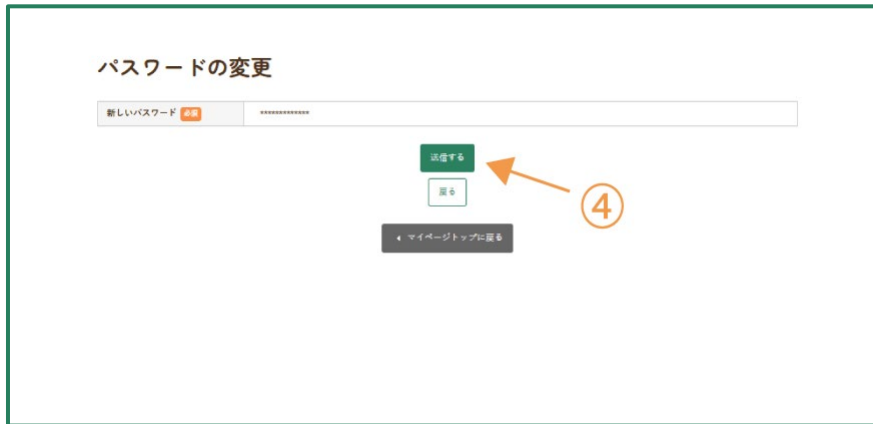 パスワードの変更
新しいパスワード 必須 *************
送信する
④
戻る
マイページトップに戻る